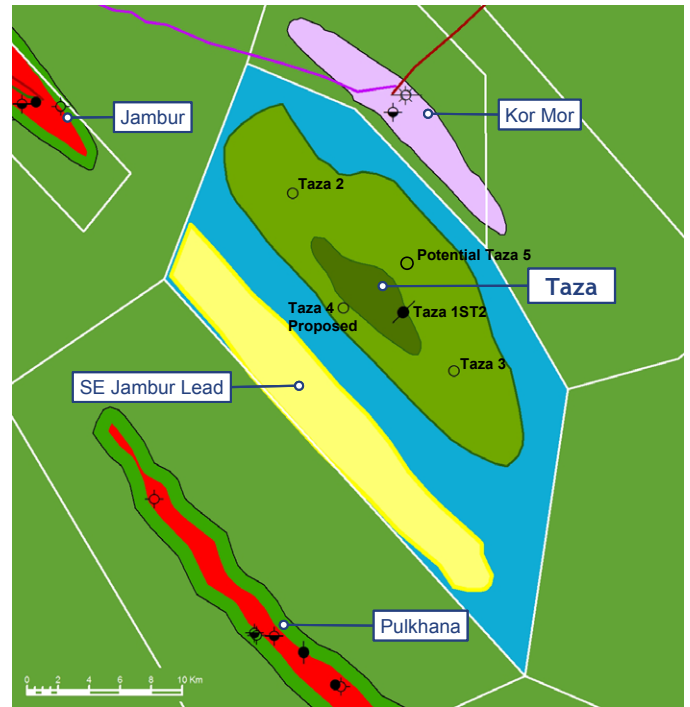 Jambur
Kor Mor
Taza 2
Potential Taza 5
Taza
Taza 4
Proposed
Taza 1ST2
Taza 3
SE Jambur Lead
Pulkhana
0 2 4 6 8 10 Km